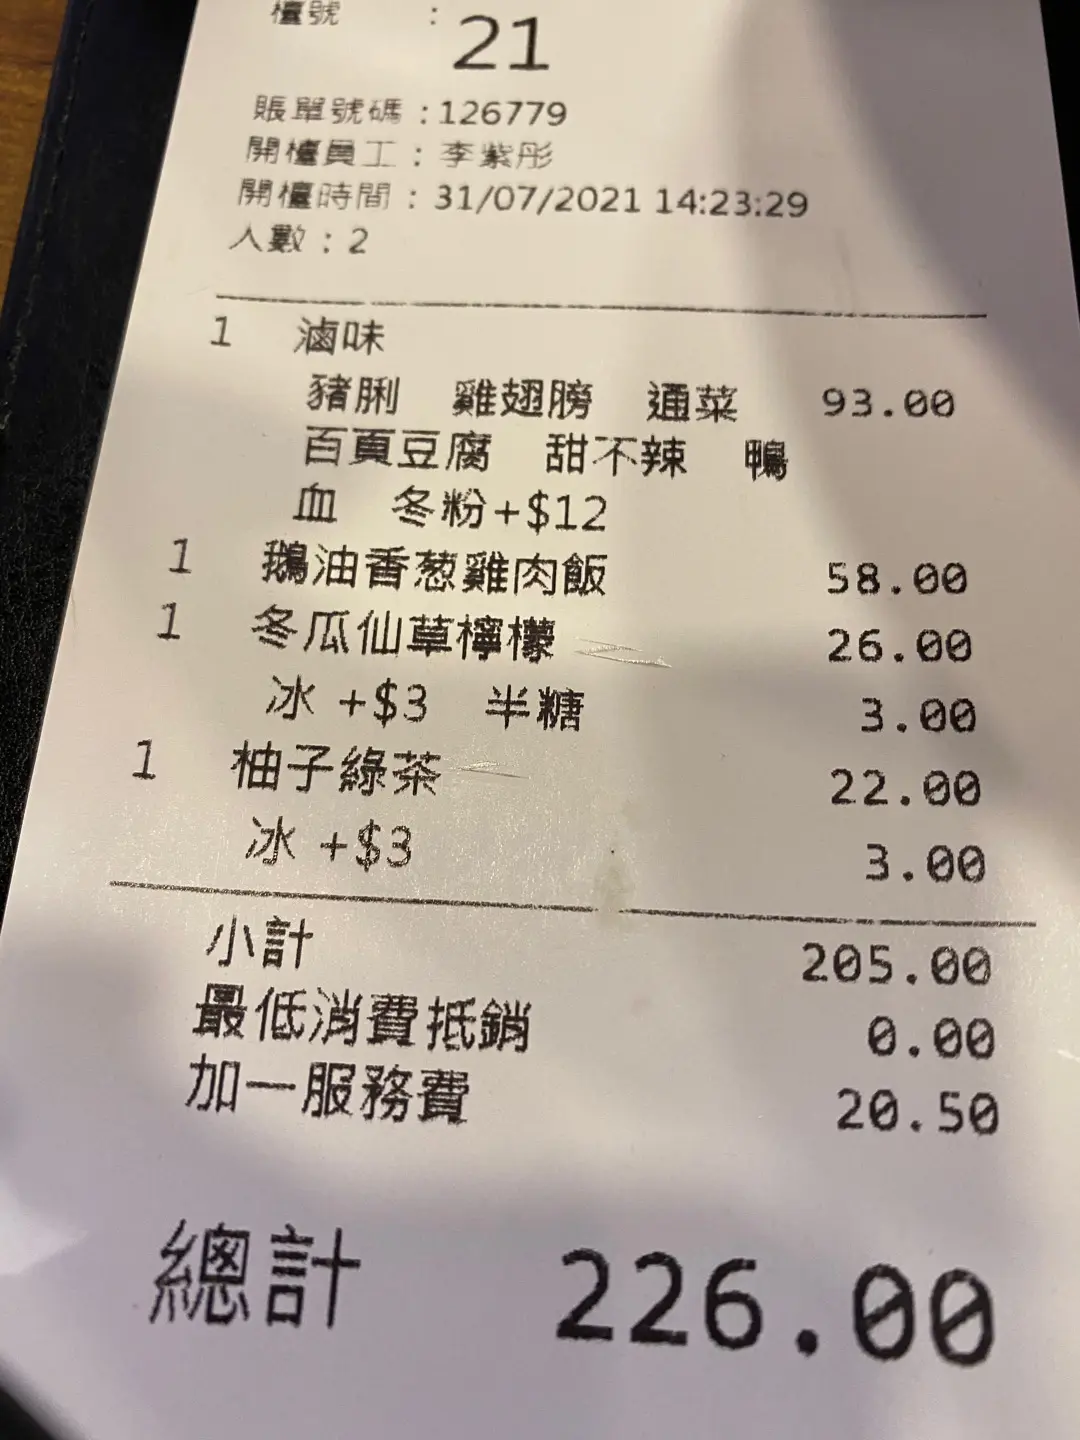 檯號 : 21
賬單號碼 : 126779
開檯員工 : 李紫彤
開檯時間 : 31/07/2021 14:23:29
人數 : 2
1 滷味
豬脷 雞翅膀 通菜 93.00
百頁豆腐 甜不辣 鴨
血 冬粉+$12
1 鵝油香葱雞肉飯 58.00
1 冬瓜仙草檸檬 26.00
冰 +$3 半糖 3.00
1 柚子綠茶 22.00
冰 +$3 3.00
小計 205.00
最低消費抵銷 0.00
加一服務費 20.50
總計 226.00